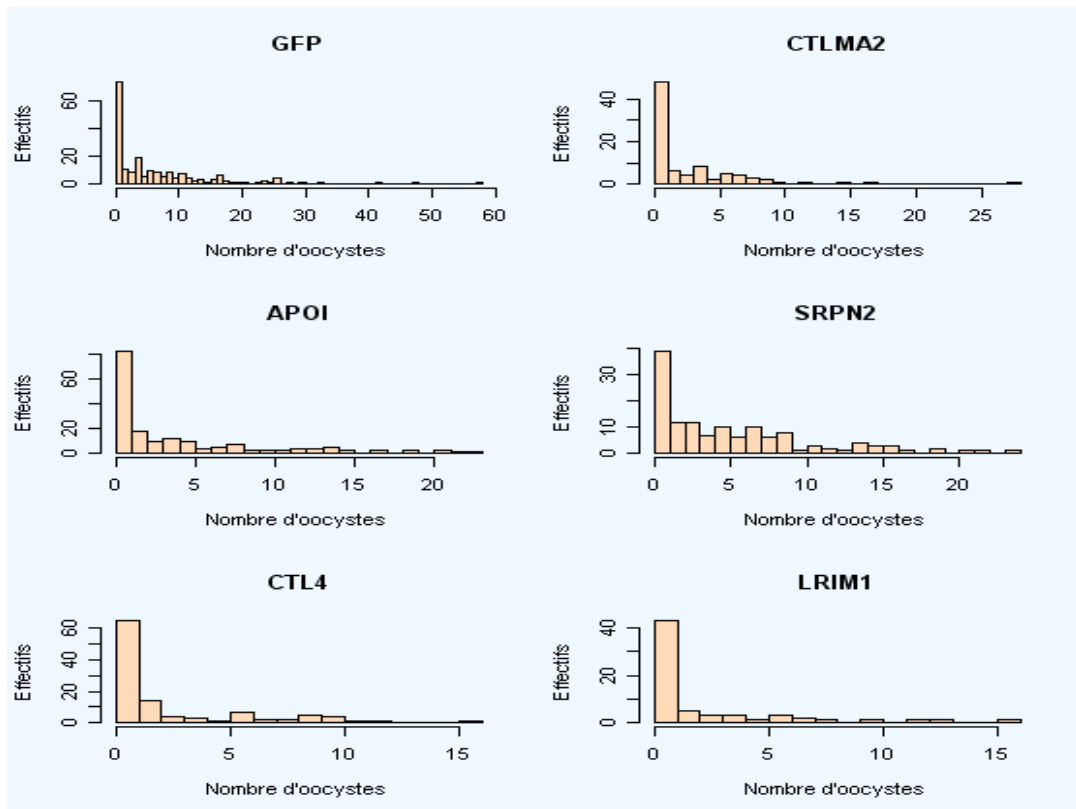 GFP
Effectifs
0 20 60
0 10 20 30 40 50 60
Nombre d'oocystes
CTLMA2
Effectifs
0 20 40
0 5 10 15 20 25
Nombre d'oocystes
APOI
Effectifs
0 20 60
0 5 10 15 20
Nombre d'oocystes
SRPN2
Effectifs
0 10 30
0 5 10 15 20
Nombre d'oocystes
CTL4
Effectifs
0 20 40 60
0 5 10 15
Nombre d'oocystes
LRIM1
Effectifs
0 20 40
0 5 10 15
Nombre d'oocystes